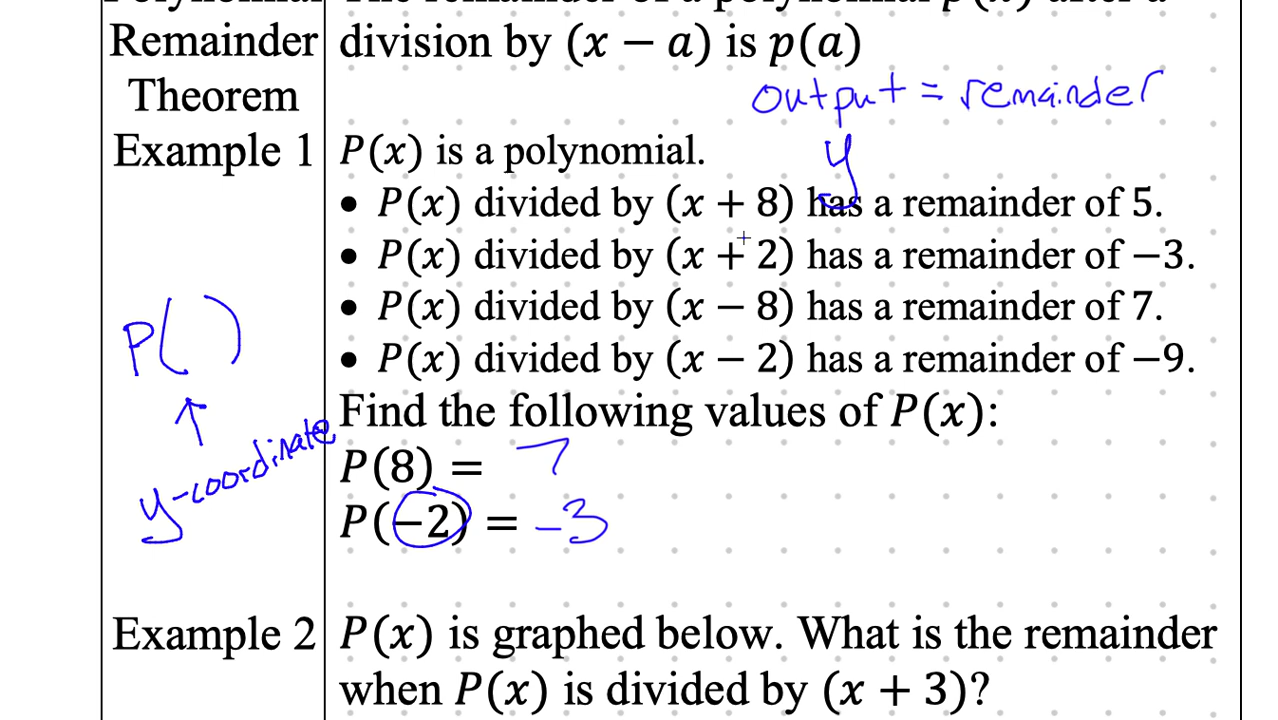 Remainder division by (x − a) is p(a)
Theorem
output = remainder
Example 1 P(x) is a polynomial.
y
• P(x) divided by (x + 8) has a remainder of 5.
• P(x) divided by (x + 2) has a remainder of −3.
• P(x) divided by (x − 8) has a remainder of 7.
• P(x) divided by (x − 2) has a remainder of −9.
P( )
↑
y-coordinate
Find the following values of P(x):
P(8) = 7
P(−2) = −3
Example 2 P(x) is graphed below. What is the remainder
when P(x) is divided by (x + 3)?